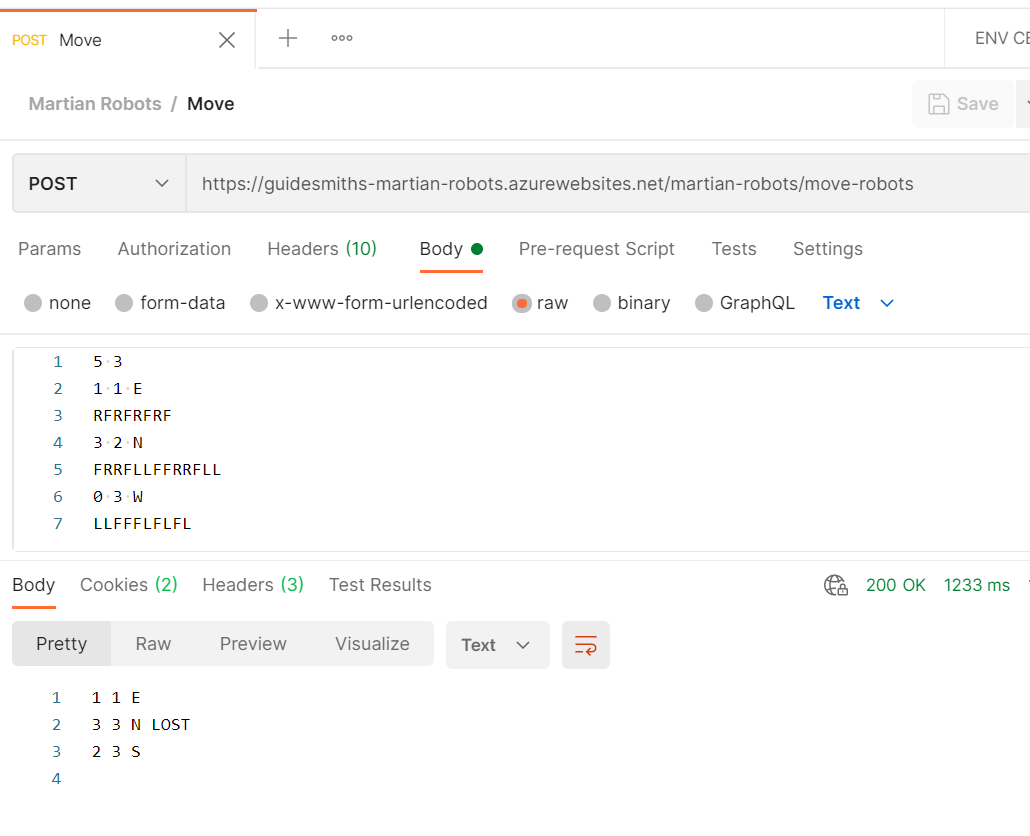 POST Move
ENV CE
Martian Robots / Move
Save
POST https://guidesmiths-martian-robots.azurewebsites.net/martian-robots/move-robots
Params Authorization Headers (10) Body Pre-request Script Tests Settings
none form-data x-www-form-urlencoded raw binary GraphQL Text
1 5·3
2 1·1·E
3 RFRFRFRF
4 3·2·N
5 FRRFLLFFRRFLL
6 0·3·W
7 LLFFFLFLFL
Body Cookies (2) Headers (3) Test Results 200 OK 1233 ms
Pretty Raw Preview Visualize Text
1 1 1 E
2 3 3 N LOST
3 2 3 S
4